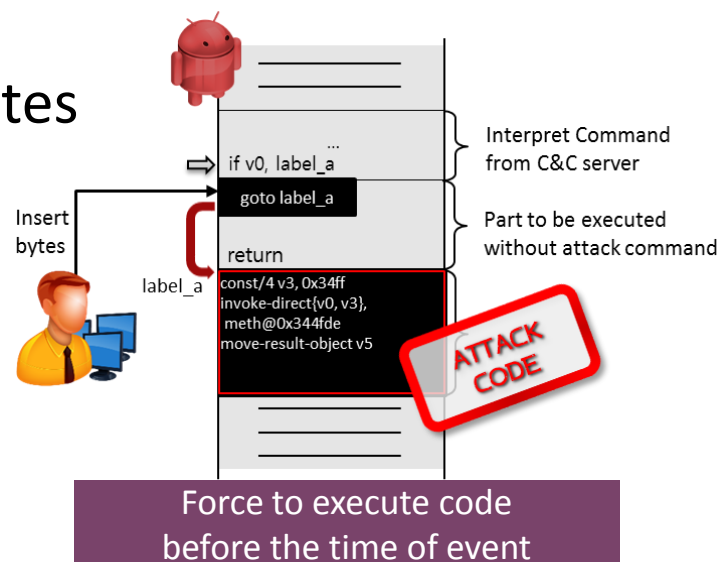 tes
...
if v0, label_a
goto label_a
Insert
bytes
return
label_a
const/4 v3, 0x34ff
invoke-direct{v0, v3},
meth@0x344fde
move-result-object v5
Interpret Command
from C&C server
Part to be executed
without attack command
ATTACK
CODE
Force to execute code
before the time of event